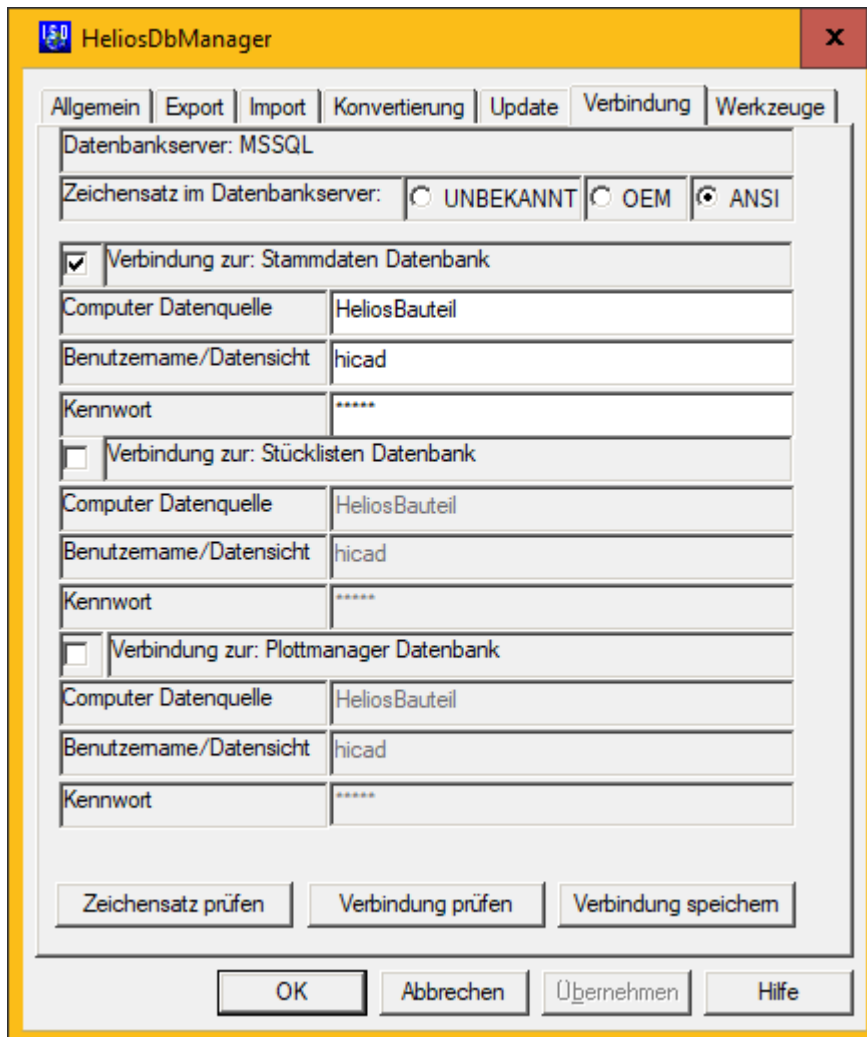 HeliosDbManager
Allgemein Export Import Konvertierung Update Verbindung Werkzeuge
Datenbankserver: MSSQL
Zeichensatz im Datenbankserver: UNBEKANNT OEM ANSI
Verbindung zur: Stammdaten Datenbank
Computer Datenquelle HeliosBauteil
Benutzername/Datensicht hicad
Kennwort *****
Verbindung zur: Stücklisten Datenbank
Computer Datenquelle HeliosBauteil
Benutzername/Datensicht hicad
Kennwort *****
Verbindung zur: Plottmanager Datenbank
Computer Datenquelle HeliosBauteil
Benutzername/Datensicht hicad
Kennwort *****
Zeichensatz prüfen Verbindung prüfen Verbindung speichern
OK Abbrechen Übernehmen Hilfe